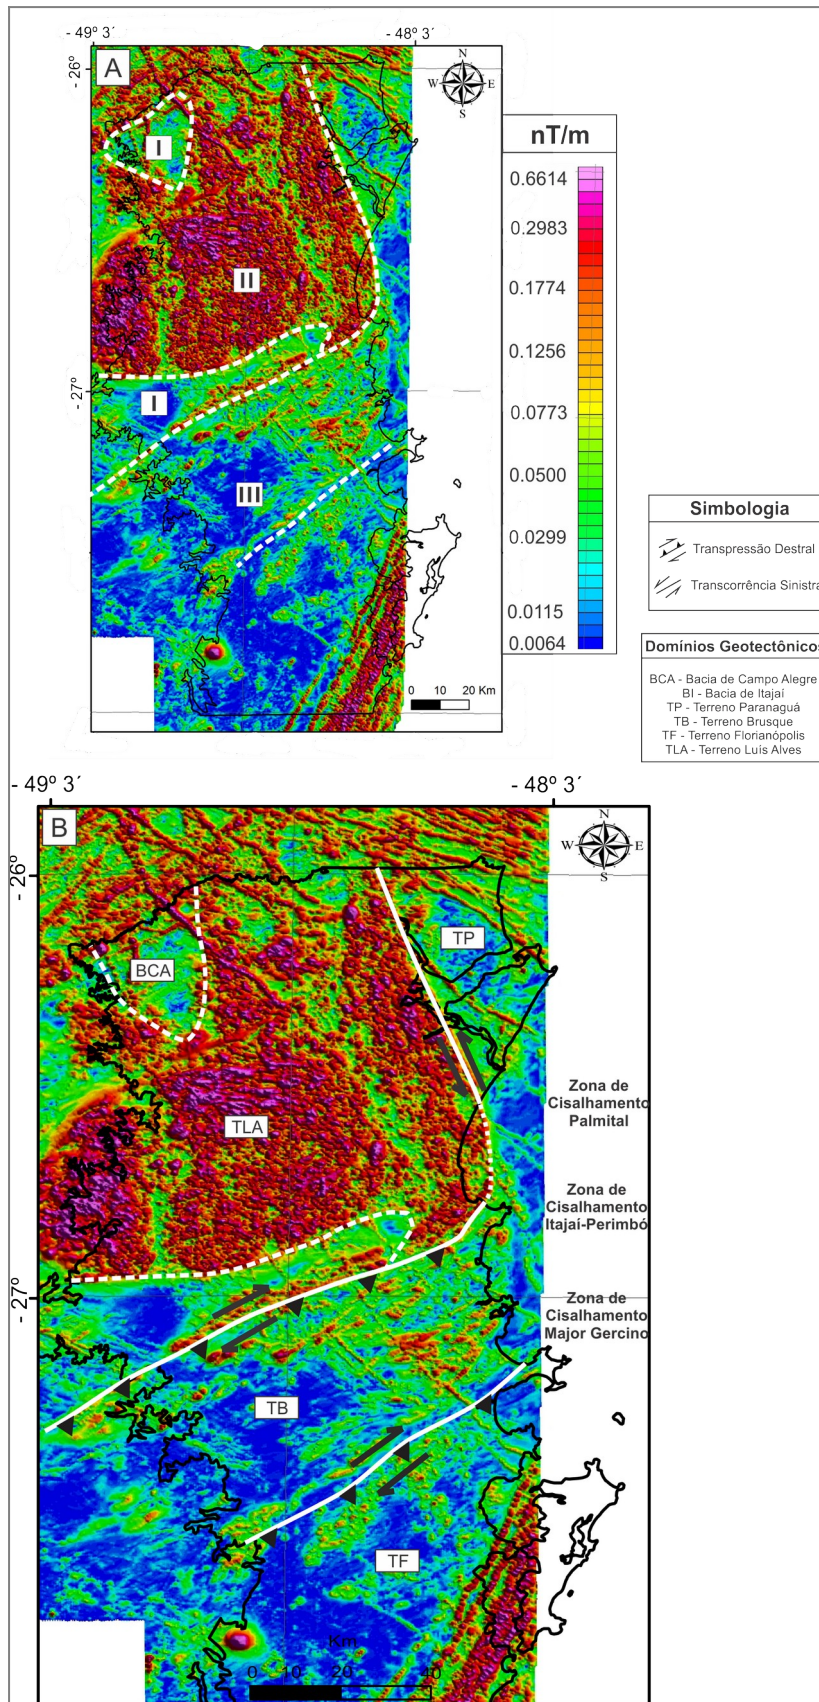 - 49º 3´
- 48º 3´
- 26º
A
N
W
E
S
I
II
- 27º
I
III
0 10 20 Km
nT/m
0.6614
0.2983
0.1774
0.1256
0.0773
0.0500
0.0299
0.0115
0.0064
Simbologia
Transpressão Destral
Transcorrência Sinistra
Domínios Geotectônicos
BCA - Bacia de Campo Alegre
BI - Bacia de Itajaí
TP - Terreno Paranaguá
TB - Terreno Brusque
TF - Terreno Florianópolis
TLA - Terreno Luís Alves
- 49º 3´
- 48º 3´
B
N
W
E
S
- 26º
TP
BCA
TLA
Zona de
Cisalhamento
Palmital
Zona de
Cisalhamento
Itajaí-Perimbó
- 27º
Zona de
Cisalhamento
Major Gercino
TB
TF
Km
0 10 20 40